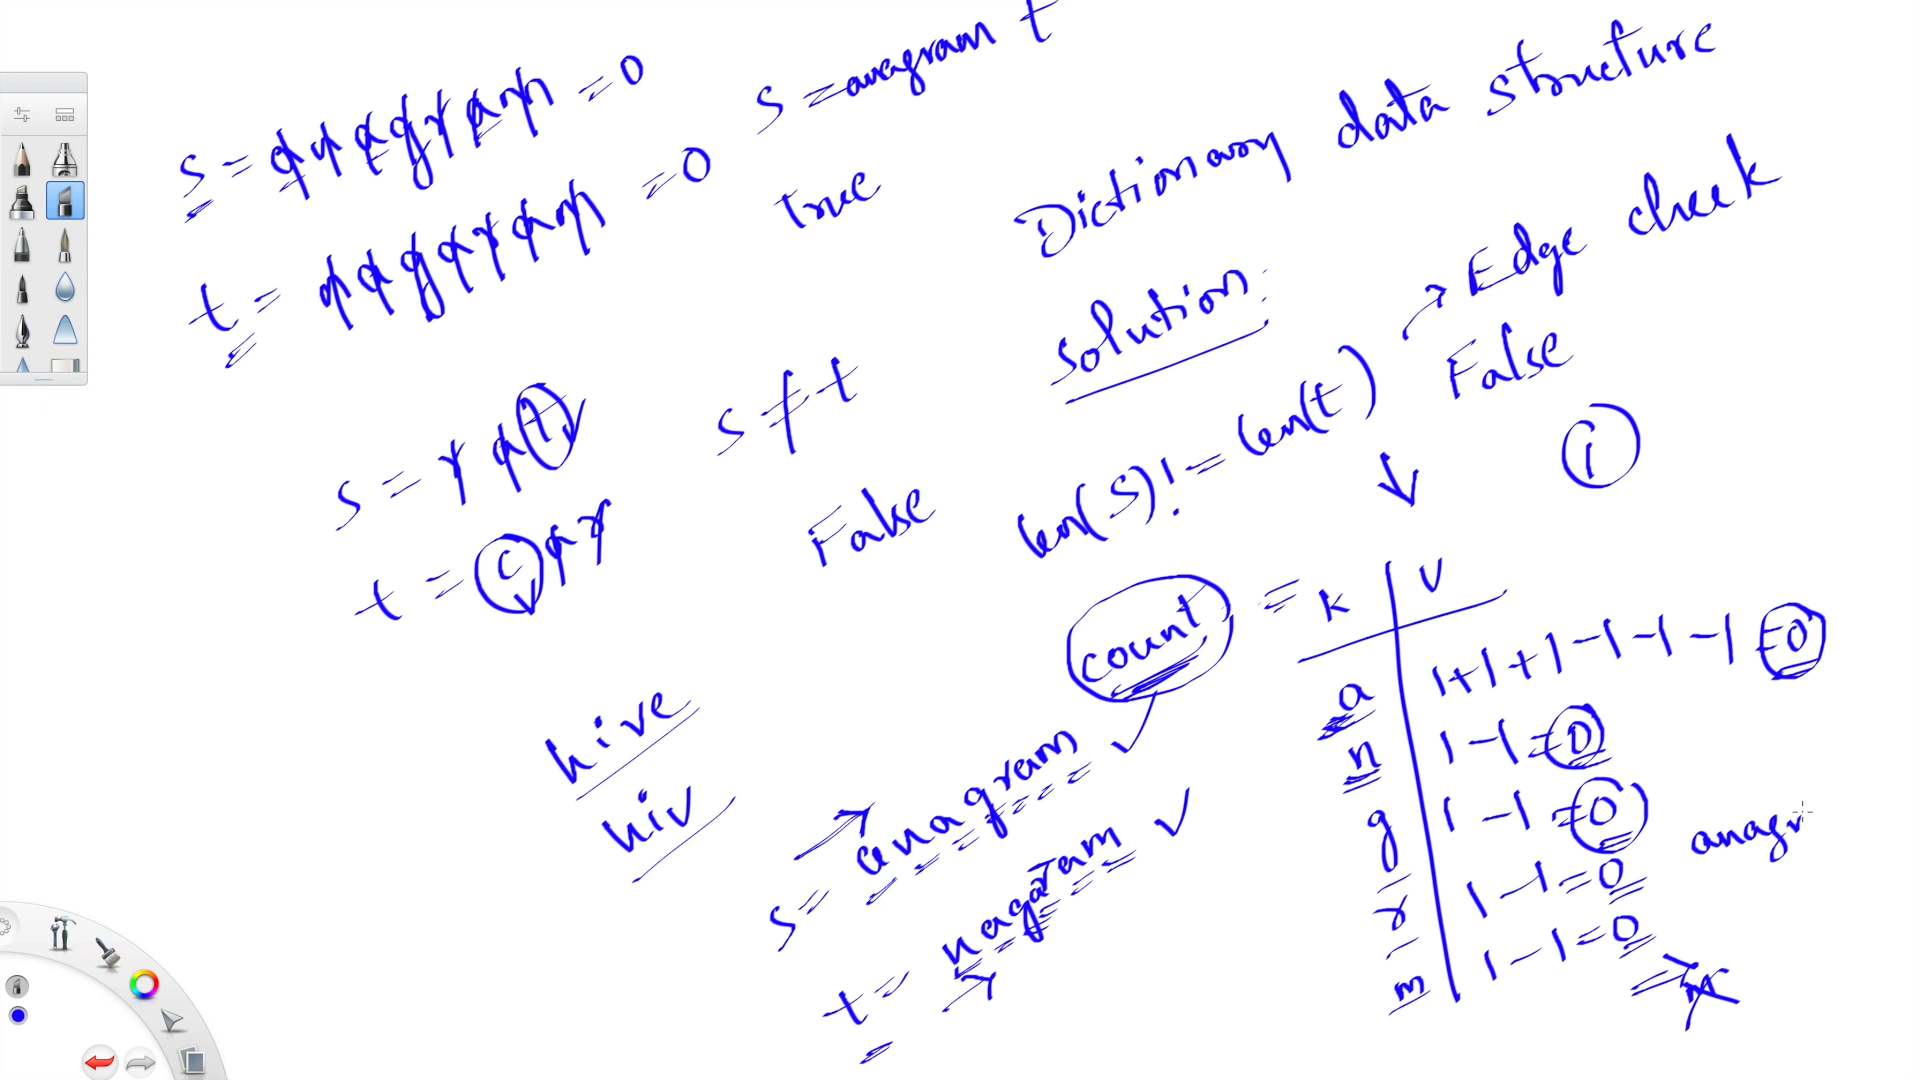 s = anagram = 0
s = anagram t
t = nagaram = 0
true
Dictionary data structure
solution:
→ Edge check
len(s) != len(t) False
①
s = rat
t = car
s ≠ t
False
count = k | v
a | 1+1+1-1-1-1 = 0
n | 1-1 = 0
g | 1-1 = 0
r | 1-1 = 0
m | 1-1 = 0
hive
hiv
s = anagram ✓
t = nagaram ✓
anagr